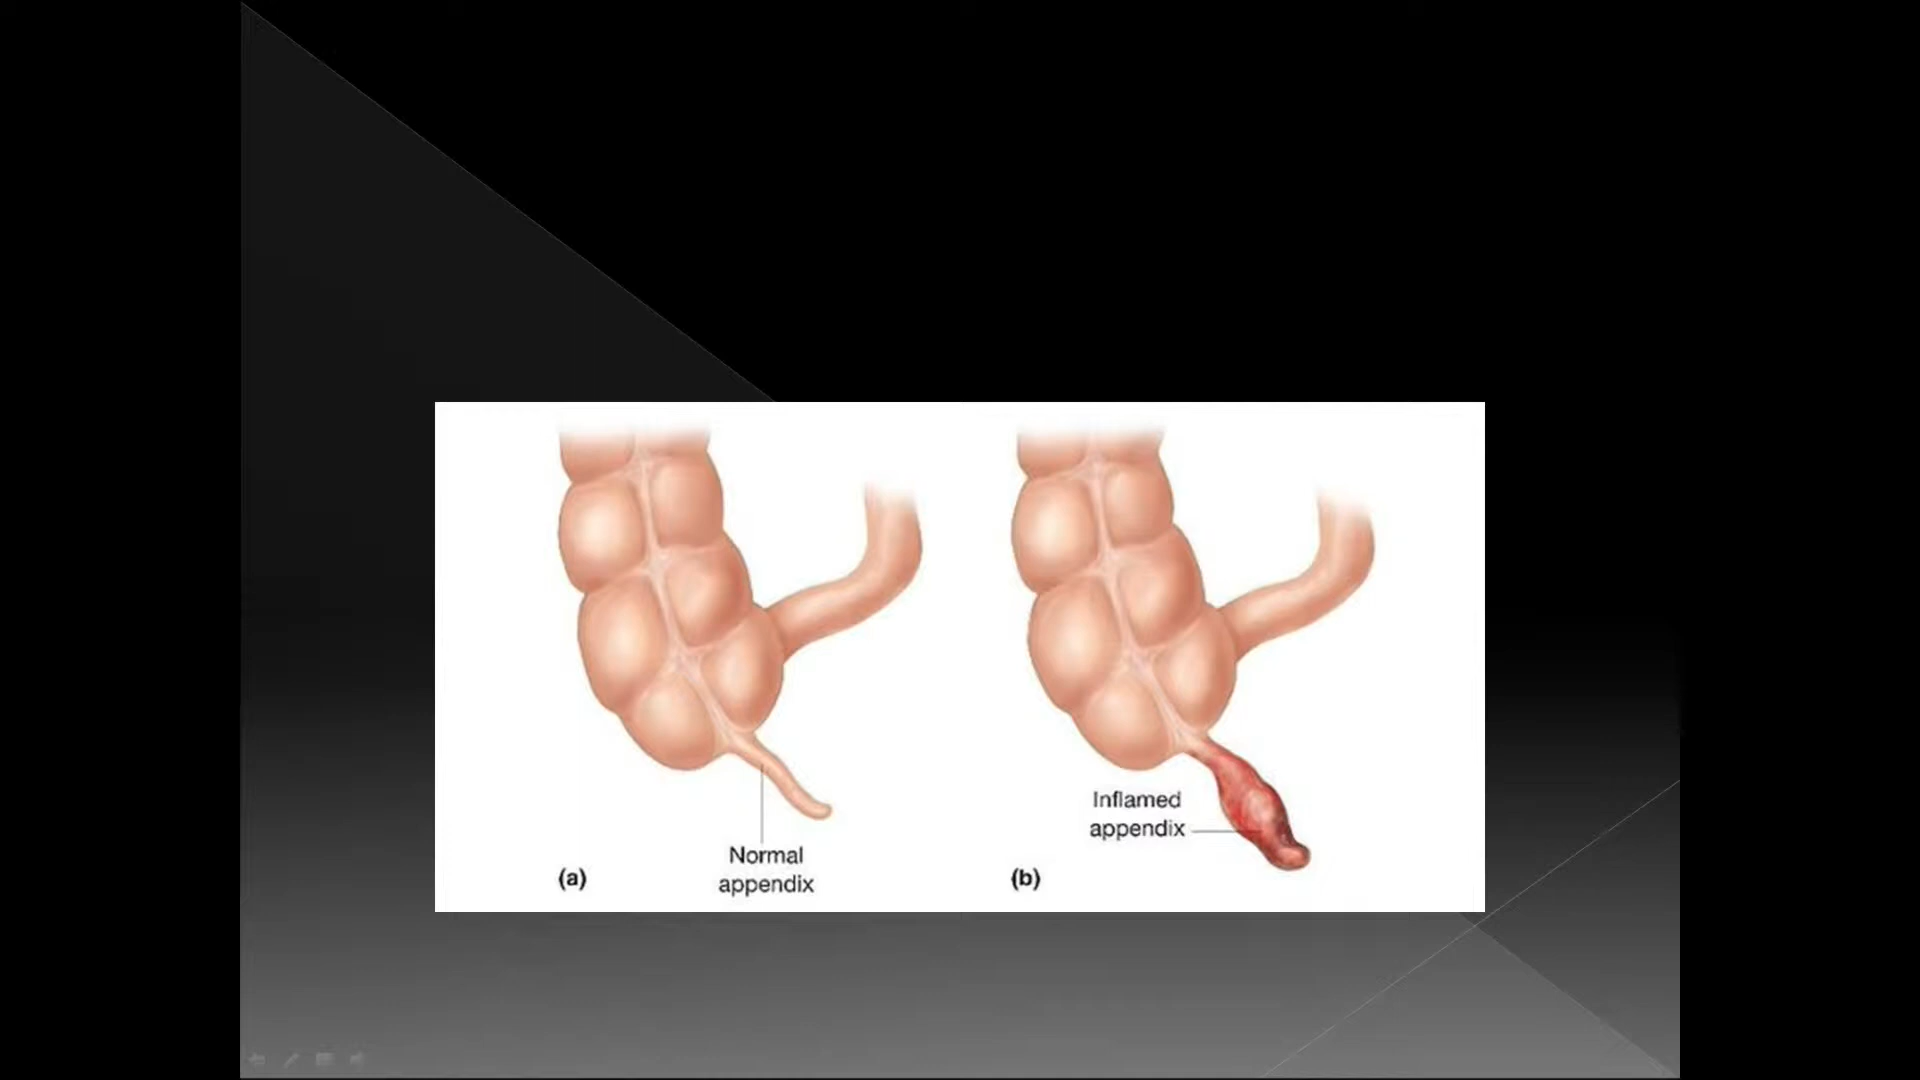 Normal
appendix
(a)
Inflamed
appendix
(b)